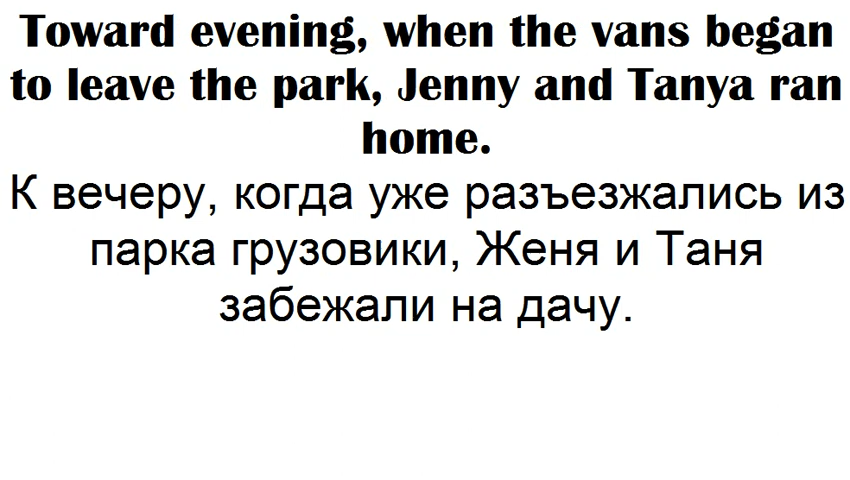 Toward evening, when the vans began
to leave the park, Jenny and Tanya ran
home.
К вечеру, когда уже разъезжались из
парка грузовики, Женя и Таня
забежали на дачу.